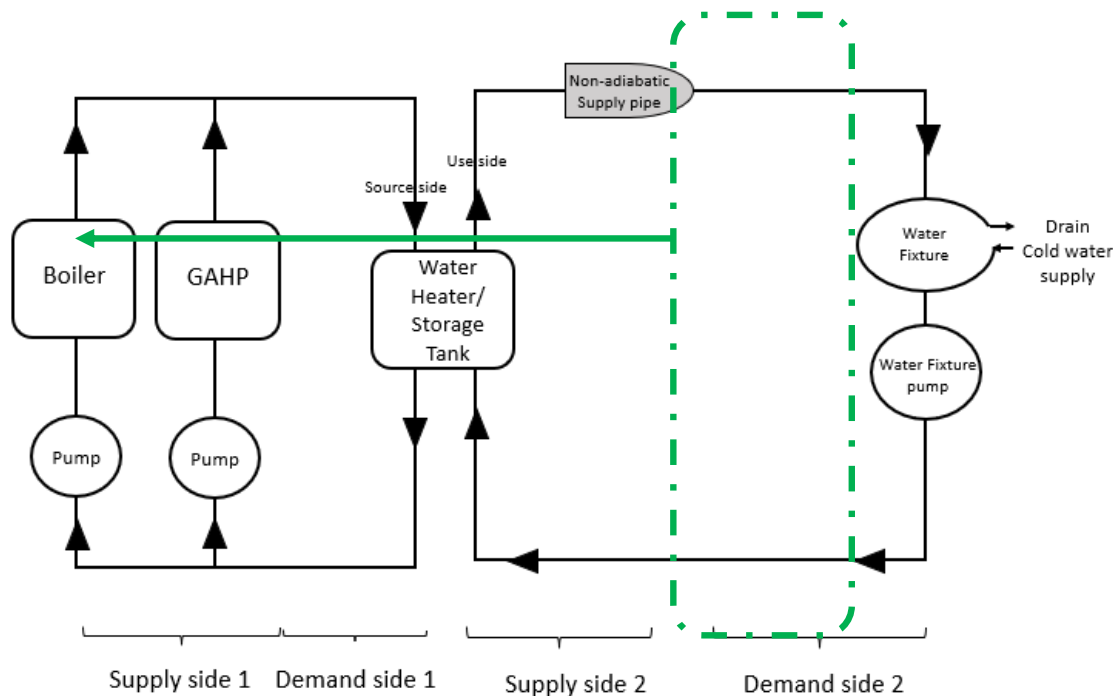 Non-adiabatic
Supply pipe
Use side
Source side
Boiler
GAHP
Water
Heater/
Storage
Tank
Water
Fixture
Drain
Cold water
supply
Water Fixture
pump
Pump
Pump
Supply side 1
Demand side 1
Supply side 2
Demand side 2